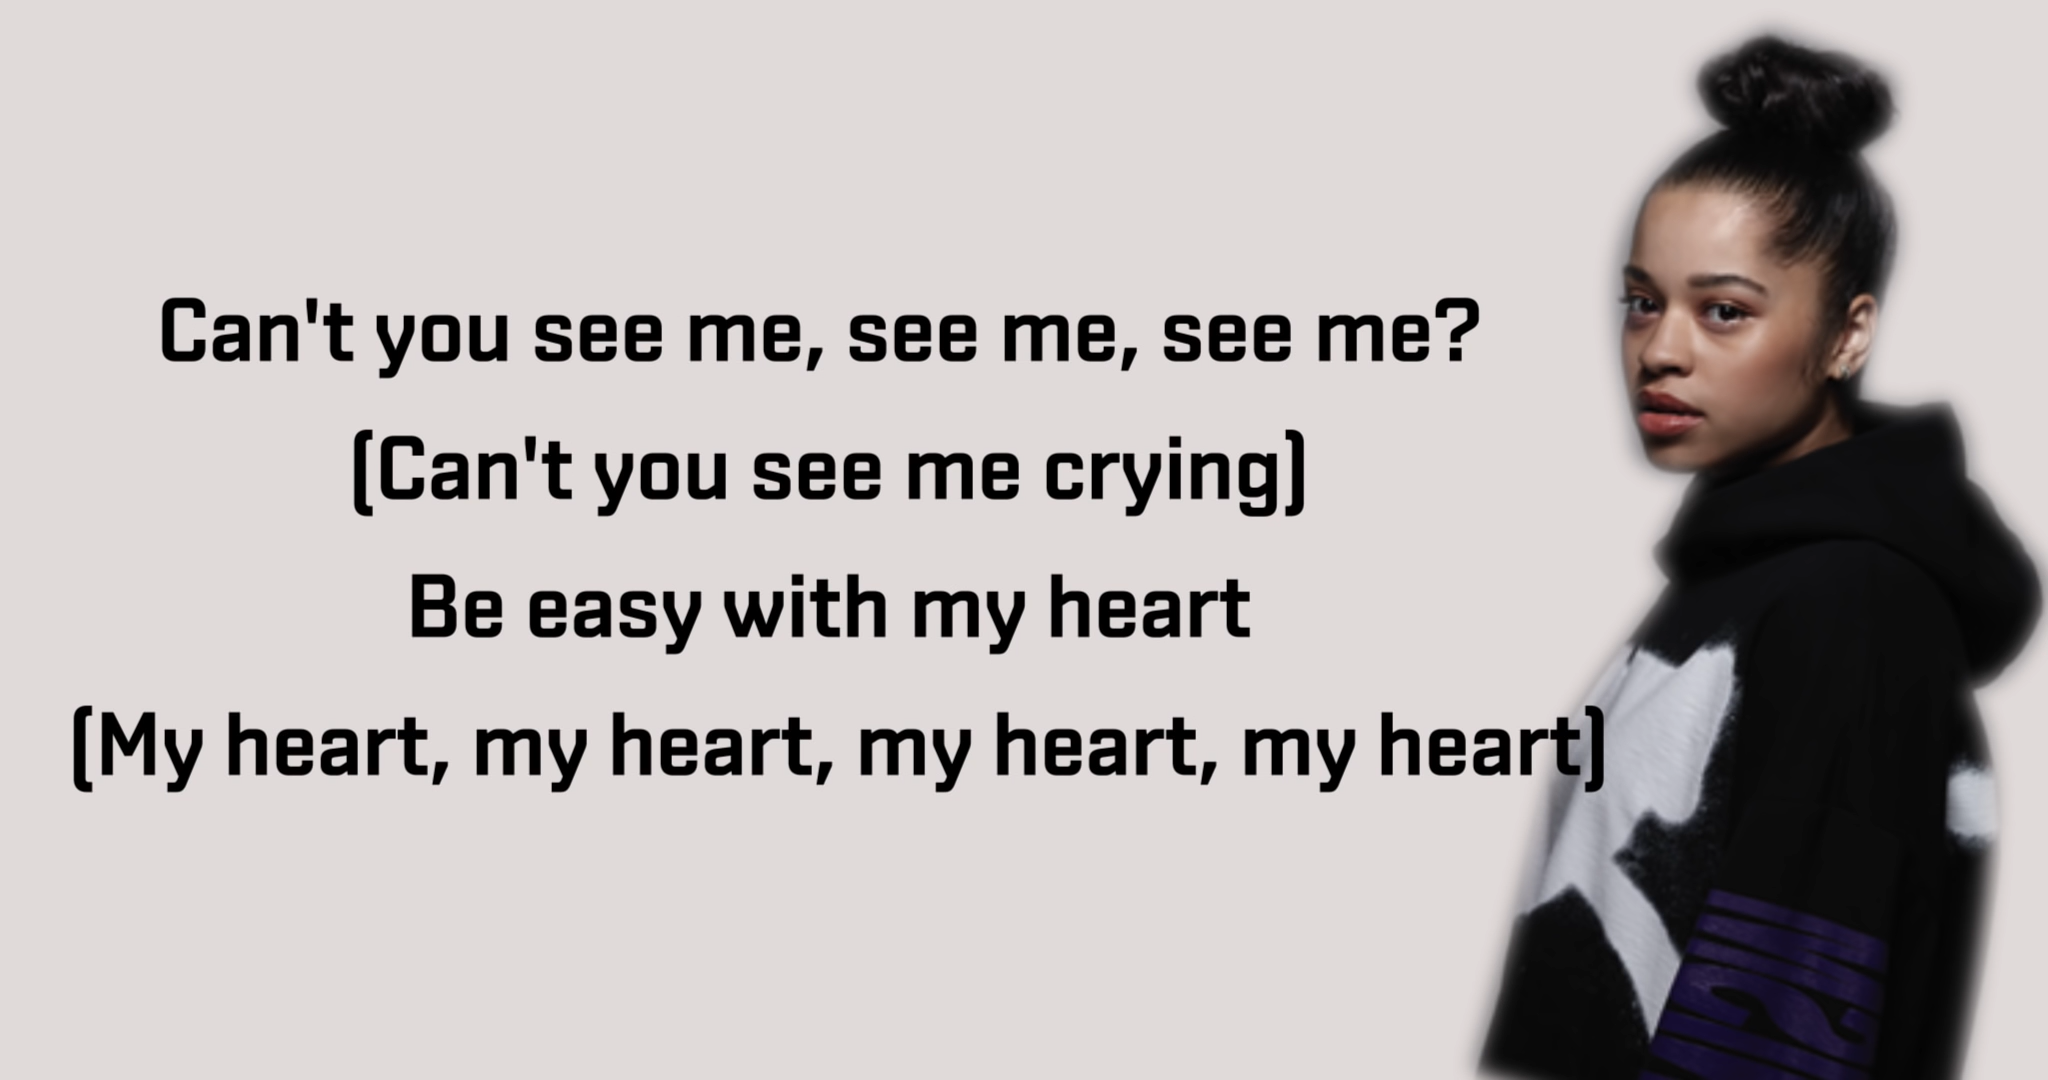 Can't you see me, see me, see me?
(Can't you see me crying)
Be easy with my heart
(My heart, my heart, my heart, my heart)